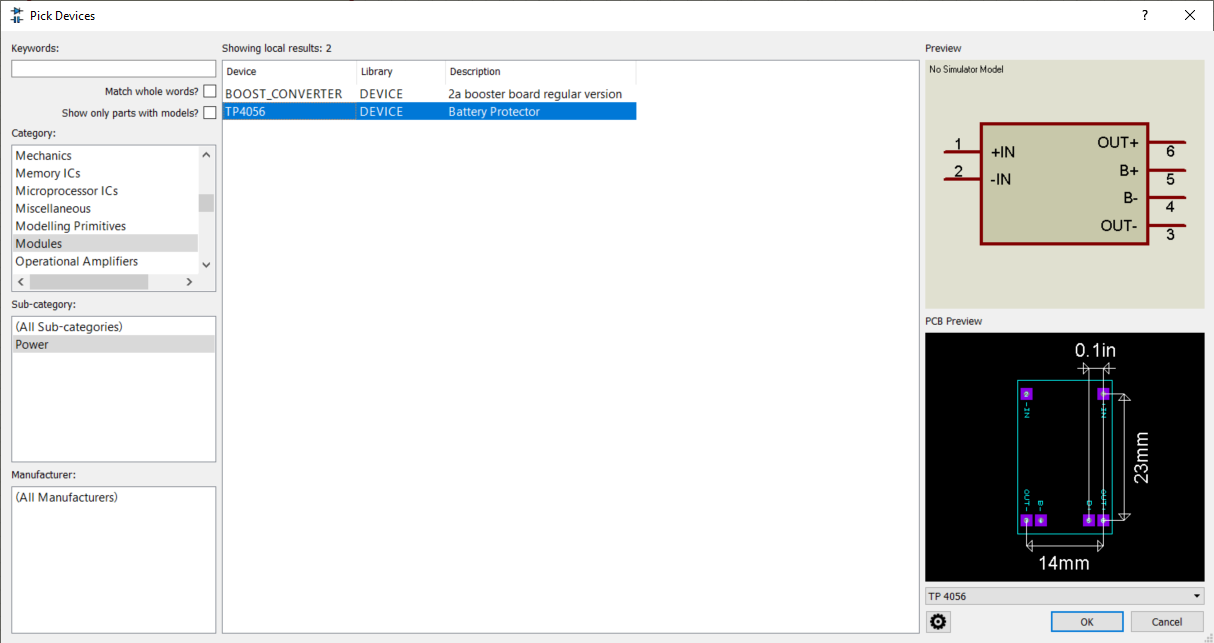 Pick Devices
?
Keywords:
Match whole words?
Show only parts with models?
Category:
Mechanics
Memory ICs
Microprocessor ICs
Miscellaneous
Modelling Primitives
Modules
Operational Amplifiers
Sub-category:
(All Sub-categories)
Power
Manufacturer:
(All Manufacturers)
Showing local results: 2
Device Library Description
BOOST_CONVERTER DEVICE 2a booster board regular version
TP4056 DEVICE Battery Protector
Preview
No Simulator Model
1 +IN OUT+ 6
2 -IN B+ 5
B- 4
OUT- 3
PCB Preview
0.1in
-IN +IN
23mm
OUT- B- OUT+
14mm
TP 4056
OK Cancel